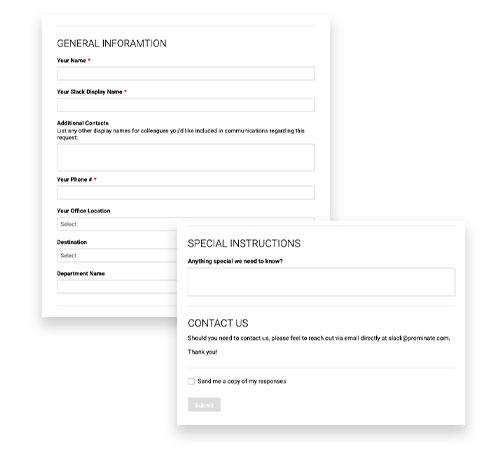 GENERAL INFORAMTION
Your Name *
Your Slack Display Name *
Additional Contacts
List any other display names for colleagues you'd like included in communications regarding this
request:
Your Phone # *
Your Office Location
Select
Destination
Select
Department Name
SPECIAL INSTRUCTIONS
Anything special we need to know?
CONTACT US
Should you need to contact us, please feel to reach out via email directly at slack@prominate.com.
Thank you!
Send me a copy of my responses
Submit